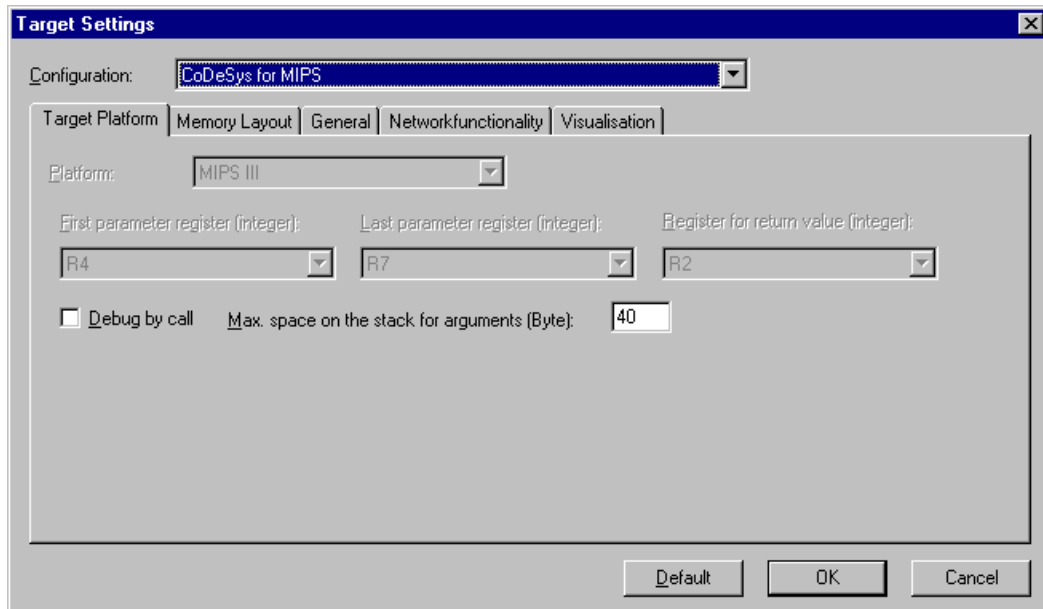 Target Settings
Configuration: CoDeSys for MIPS
Target Platform Memory Layout General Networkfunctionality Visualisation
Platform: MIPS III
First parameter register (integer): Last parameter register (integer): Register for return value (integer):
R4 R7 R2
Debug by call Max. space on the stack for arguments (Byte): 40
Default OK Cancel